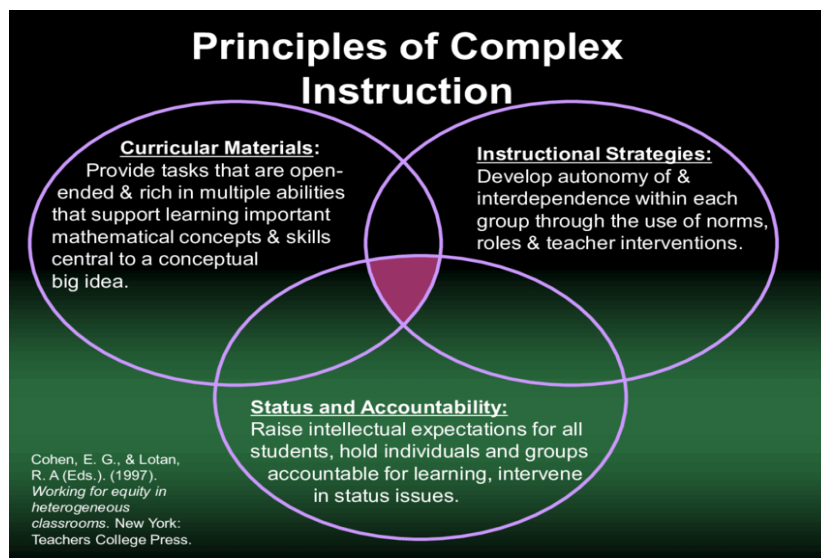 Principles of Complex
Instruction
Curricular Materials:
Provide tasks that are open-
ended & rich in multiple abilities
that support learning important
mathematical concepts & skills
central to a conceptual
big idea.
Instructional Strategies:
Develop autonomy of &
interdependence within each
group through the use of norms,
roles & teacher interventions.
Status and Accountability:
Raise intellectual expectations for all
students, hold individuals and groups
accountable for learning, intervene
in status issues.
Cohen, E. G., & Lotan,
R. A (Eds.). (1997).
Working for equity in
heterogeneous
classrooms. New York:
Teachers College Press.